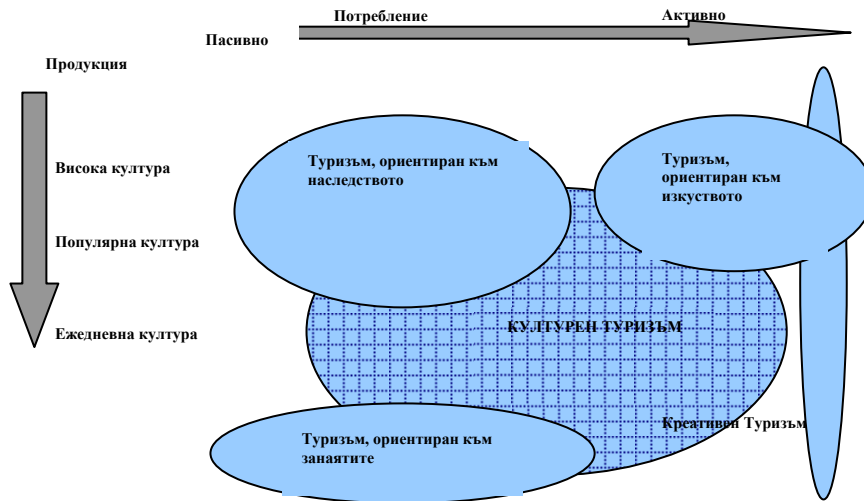 Потребление
Активно
Пасивно
Продукция
Висока култура
Популярна култура
Ежедневна култура
Туризъм, ориентиран към
наследството
Туризъм,
ориентиран към
изкуството
КУЛТУРЕН ТУРИЗЪМ
Креативен Туризъм
Туризъм, ориентиран към
занаятите